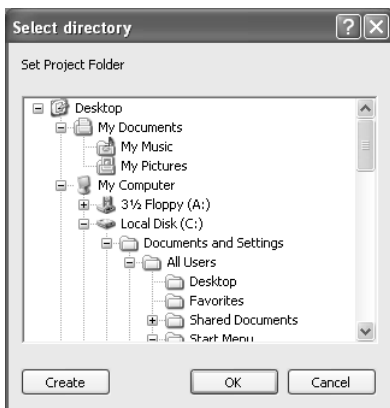 Select directory
Set Project Folder
Desktop
My Documents
My Music
My Pictures
My Computer
3½ Floppy (A:)
Local Disk (C:)
Documents and Settings
All Users
Desktop
Favorites
Shared Documents
Start Menu
Create OK Cancel